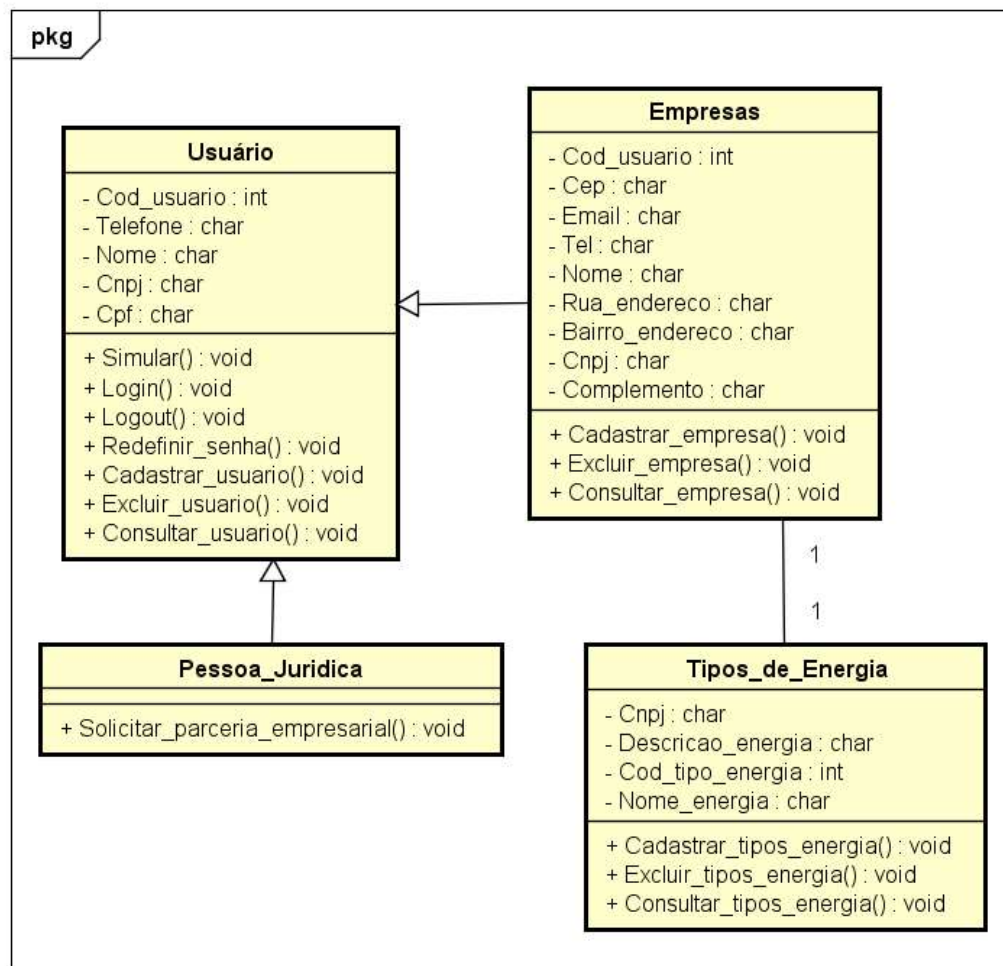 pkg
Usuário
- Cod_usuario : int
- Telefone : char
- Nome : char
- Cnpj : char
- Cpf : char
+ Simular() : void
+ Login() : void
+ Logout() : void
+ Redefinir_senha() : void
+ Cadastrar_usuario() : void
+ Excluir_usuario() : void
+ Consultar_usuario() : void
Empresas
- Cod_usuario : int
- Cep : char
- Email : char
- Tel : char
- Nome : char
- Rua_endereco : char
- Bairro_endereco : char
- Cnpj : char
- Complemento : char
+ Cadastrar_empresa() : void
+ Excluir_empresa() : void
+ Consultar_empresa() : void
1
1
Pessoa_Juridica
+ Solicitar_parceria_empresarial() : void
Tipos_de_Energia
- Cnpj : char
- Descricao_energia : char
- Cod_tipo_energia : int
- Nome_energia : char
+ Cadastrar_tipos_energia() : void
+ Excluir_tipos_energia() : void
+ Consultar_tipos_energia() : void